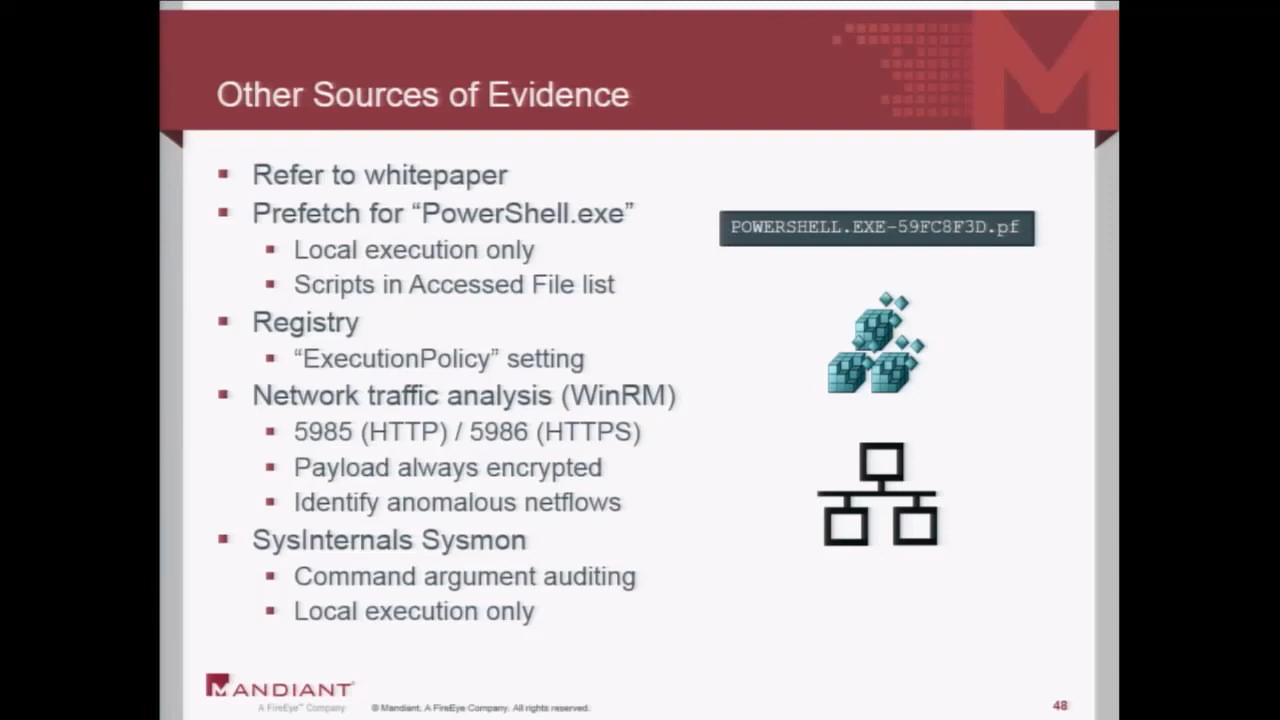 Other Sources of Evidence
Refer to whitepaper
Prefetch for “PowerShell.exe”
Local execution only
Scripts in Accessed File list
Registry
“ExecutionPolicy” setting
Network traffic analysis (WinRM)
5985 (HTTP) / 5986 (HTTPS)
Payload always encrypted
Identify anomalous netflows
SysInternals Sysmon
Command argument auditing
Local execution only
POWERSHELL.EXE-59FC8F3D.pf
MANDIANT®
A FireEye™ Company
© Mandiant, A FireEye Company. All rights reserved.
48